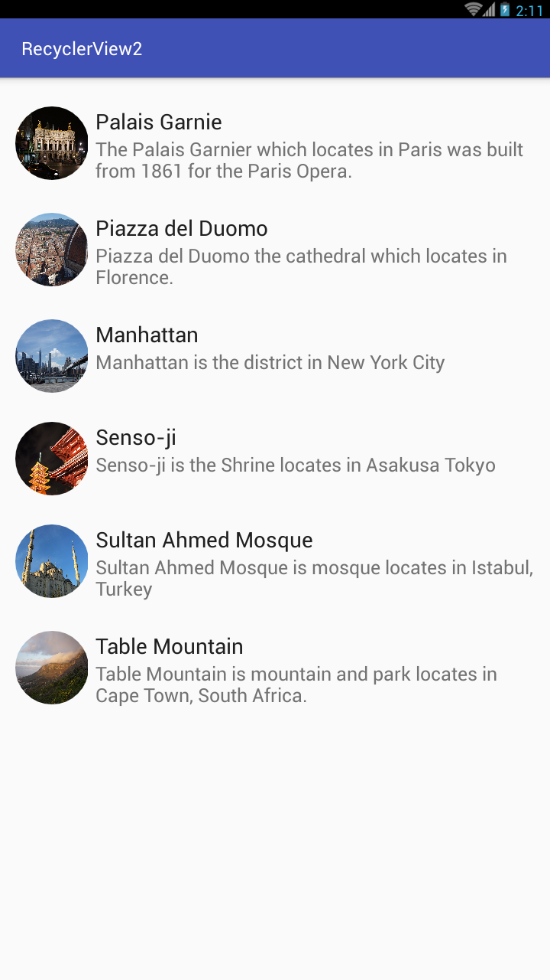 2:11
RecyclerView2
Palais Garnie
The Palais Garnier which locates in Paris was built
from 1861 for the Paris Opera.
Piazza del Duomo
Piazza del Duomo the cathedral which locates in
Florence.
Manhattan
Manhattan is the district in New York City
Senso-ji
Senso-ji is the Shrine locates in Asakusa Tokyo
Sultan Ahmed Mosque
Sultan Ahmed Mosque is mosque locates in Istabul,
Turkey
Table Mountain
Table Mountain is mountain and park locates in
Cape Town, South Africa.